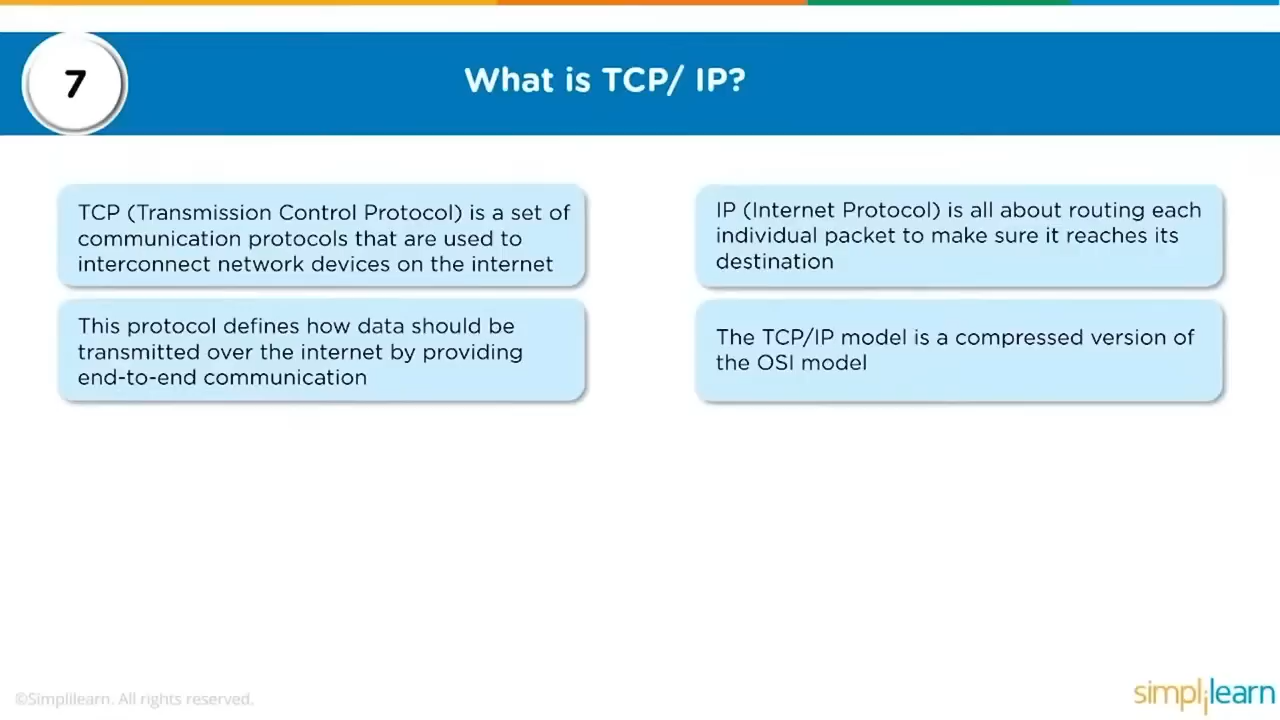 7
What is TCP/ IP?
TCP (Transmission Control Protocol) is a set of
communication protocols that are used to
interconnect network devices on the internet
This protocol defines how data should be
transmitted over the internet by providing
end-to-end communication
IP (Internet Protocol) is all about routing each
individual packet to make sure it reaches its
destination
The TCP/IP model is a compressed version of
the OSI model
©Simplilearn. All rights reserved.
simplilearn